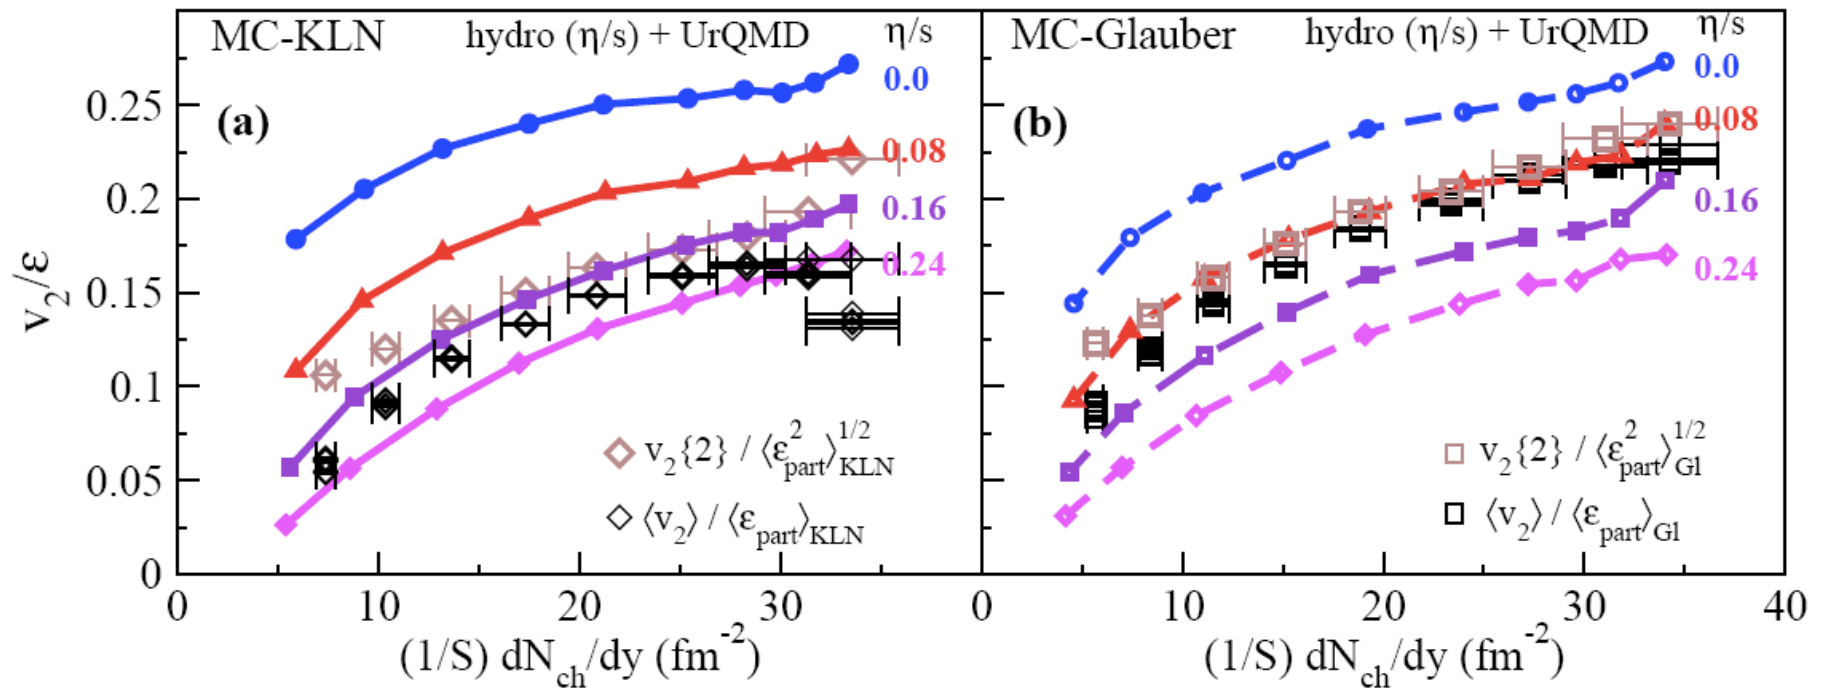 MC-KLN hydro (η/s) + UrQMD η/s
0.0
(a)
0.08
0.16
0.24
v₂{2} / ⟨ε²part⟩^1/2 KLN
⟨v₂⟩ / ⟨εpart⟩KLN
MC-Glauber hydro (η/s) + UrQMD η/s
0.0
(b)
0.08
0.16
0.24
v₂{2} / ⟨ε²part⟩^1/2 Gl
⟨v₂⟩ / ⟨εpart⟩Gl
v₂/ε
0.25
0.2
0.15
0.1
0.05
0
0 10 20 30 0 10 20 30 40
(1/S) dNch/dy (fm⁻²) (1/S) dNch/dy (fm⁻²)